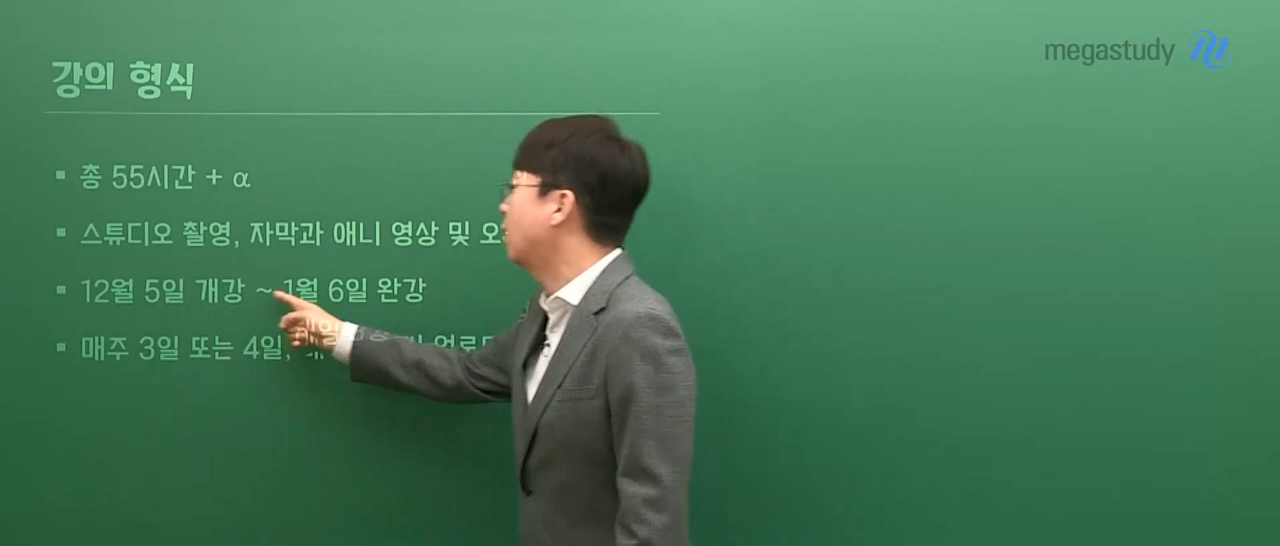 megastudy
강의 형식
▪ 총 55시간 + α
▪ 스튜디오 촬영, 자막과 애니 영상 및
▪ 12월 5일 개강 ~ 1월 6일 완강
▪ 매주 3일 또는 4일,